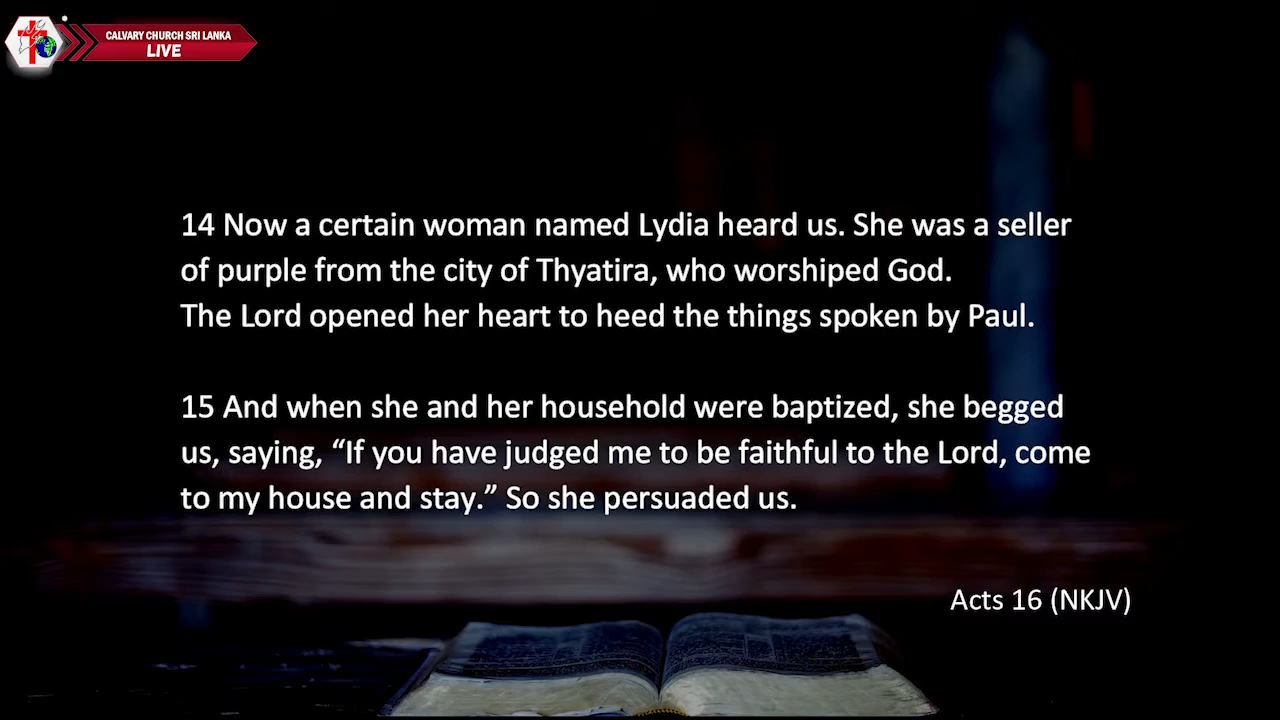 CALVARY CHURCH SRI LANKA
LIVE
14 Now a certain woman named Lydia heard us. She was a seller
of purple from the city of Thyatira, who worshiped God.
The Lord opened her heart to heed the things spoken by Paul.
15 And when she and her household were baptized, she begged
us, saying, “If you have judged me to be faithful to the Lord, come
to my house and stay.” So she persuaded us.
Acts 16 (NKJV)